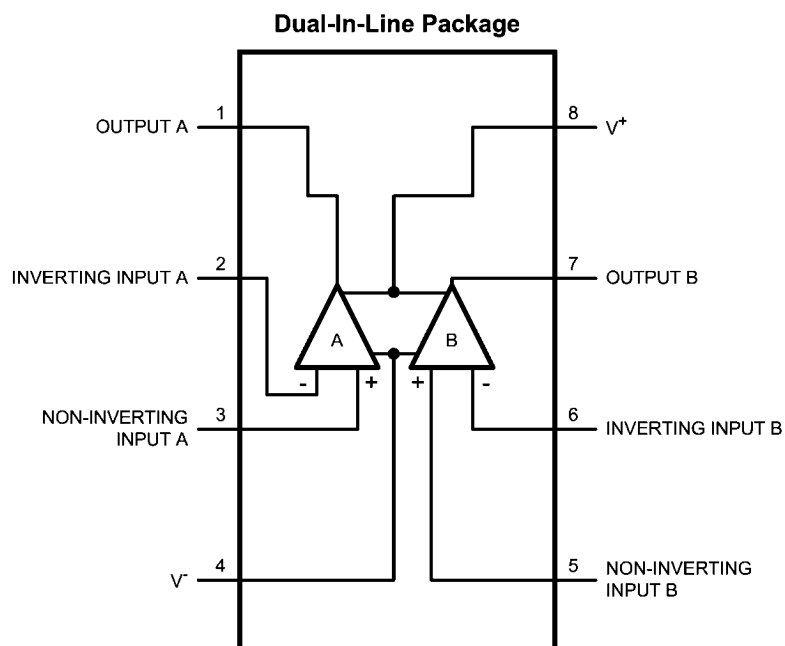 Dual-In-Line Package
1
OUTPUT A
8
V+
2
INVERTING INPUT A
7
OUTPUT B
A
B
-
+
+
-
3
NON-INVERTING
INPUT A
6
INVERTING INPUT B
4
V-
5
NON-INVERTING
INPUT B